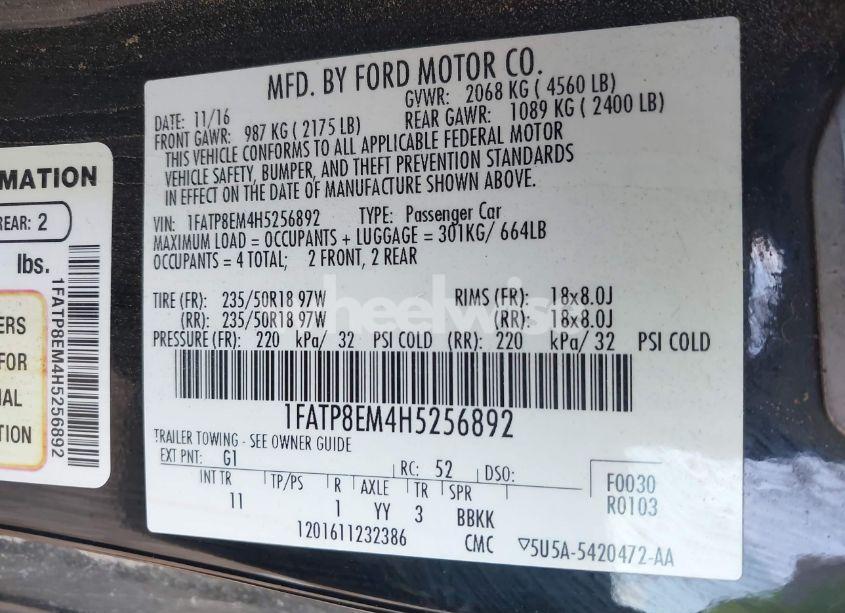 MFD. BY FORD MOTOR CO.
DATE: 11/16 GVWR: 2068 KG ( 4560 LB)
FRONT GAWR: 987 KG ( 2175 LB) REAR GAWR: 1089 KG ( 2400 LB)
THIS VEHICLE CONFORMS TO ALL APPLICABLE FEDERAL MOTOR
VEHICLE SAFETY, BUMPER, AND THEFT PREVENTION STANDARDS
IN EFFECT ON THE DATE OF MANUFACTURE SHOWN ABOVE.
VIN: 1FATP8EM4H5256892 TYPE: Passenger Car
MAXIMUM LOAD = OCCUPANTS + LUGGAGE = 301KG/ 664LB
OCCUPANTS = 4 TOTAL; 2 FRONT, 2 REAR
TIRE (FR): 235/50R18 97W RIMS (FR): 18x8.0J
(RR): 235/50R18 97W (RR): 18x8.0J
PRESSURE (FR): 220 kPa/ 32 PSI COLD (RR): 220 kPa/ 32 PSI COLD
1FATP8EM4H5256892
TRAILER TOWING - SEE OWNER GUIDE
EXT PNT: G1 RC: 52 DSO:
INT TR TP/PS R AXLE TR SPR
11 1 YY 3 BBKK
F0030
R0103
1201611232386 CMC ▽5U5A-5420472-AA
MATION
REAR: 2
lbs.
ERS
FOR
IAL
TION
1FATP8EM4H5256892
heelwis